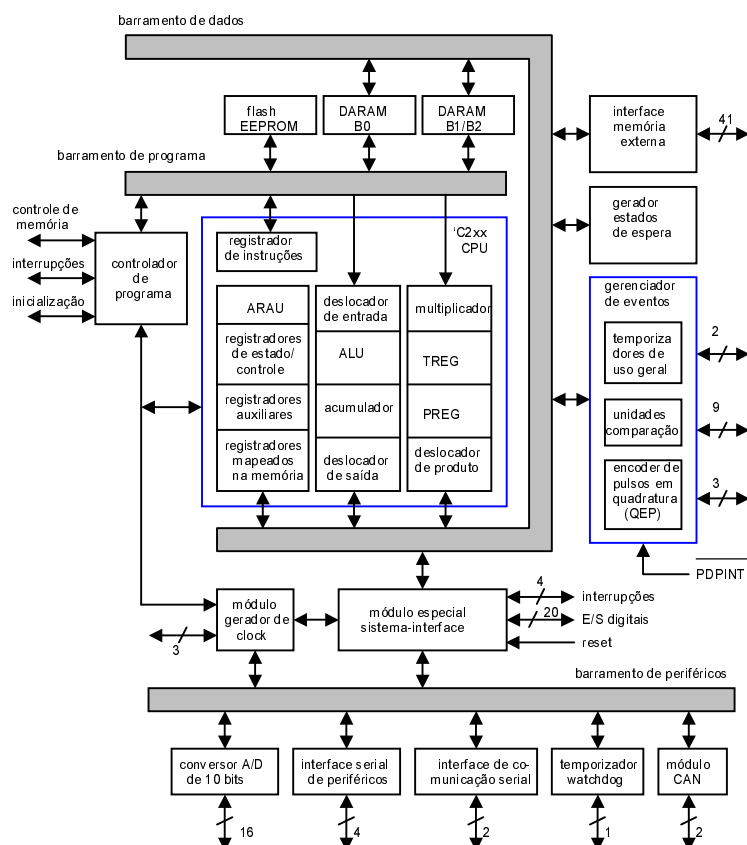 barramento de dados
flash
EEPROM
DARAM
B0
DARAM
B1/B2
interface
memória
externa
41
barramento de programa
gerador
estados
de espera
controle de
memória
interrupções
inicialização
controlador
de
programa
registrador
de instruções
'C2xx
CPU
ARAU
registradores
de estado/
controle
registradores
auxiliares
registradores
mapeados
na memória
deslocador
de entrada
ALU
acumulador
deslocador
de saída
multiplicador
TREG
PREG
deslocador
de produto
gerenciador
de eventos
temporiza
dores de
uso geral
2
unidades
comparação
9
encoder de
pulsos em
quadratura
(QEP)
3
PDPINT
módulo
gerador de
clock
3
módulo especial
sistema-interface
4
interrupções
20
E/S digitais
reset
barramento de periféricos
conversor A/D
de 10 bits
interface serial
de periféricos
interface de co-
municação serial
temporizador
watchdog
módulo
CAN
16
4
2
1
2